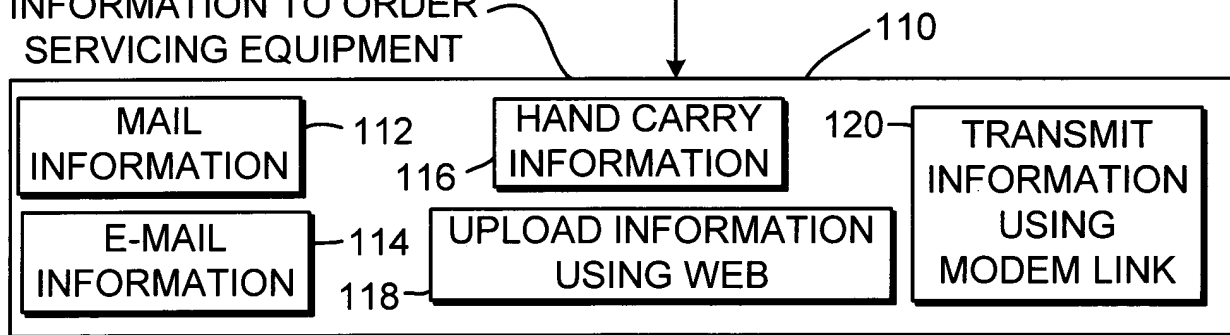 INFORMATION TO ORDER
SERVICING EQUIPMENT
110
MAIL
INFORMATION
112
E-MAIL
INFORMATION
114
HAND CARRY
INFORMATION
116
UPLOAD INFORMATION
USING WEB
118
120
TRANSMIT
INFORMATION
USING
MODEM LINK